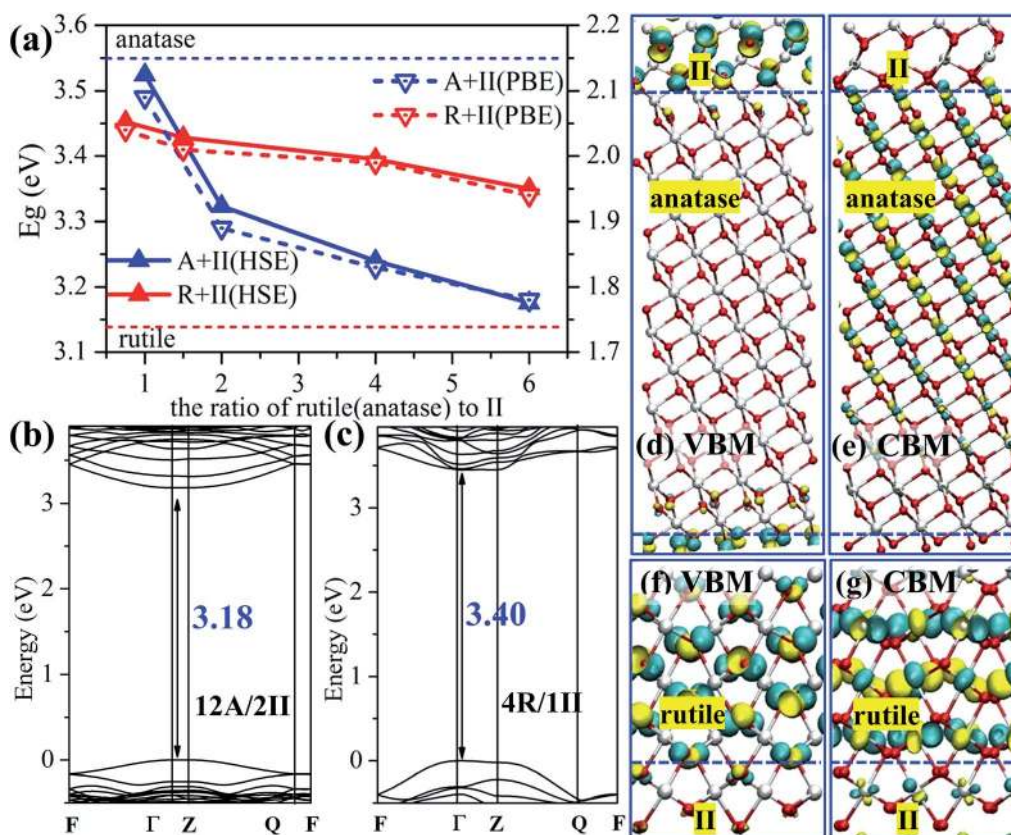 (a)
3.6
3.5
3.4
3.3
3.2
3.1
Eg (eV)
anatase
rutile
A+II(PBE)
R+II(PBE)
A+II(HSE)
R+II(HSE)
2.2
2.1
2.0
1.9
1.8
1.7
1 2 3 4 5 6
the ratio of rutile(anatase) to II
(b)
3
2
1
0
Energy (eV)
3.18
12A/2II
F Γ Z Q F
(c)
3
2
1
0
Energy (eV)
3.40
4R/1II
F Γ Z Q F
II
anatase
(d) VBM
II
anatase
(e) CBM
(f) VBM
rutile
II
(g) CBM
rutile
II